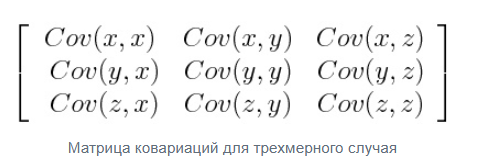 Cov(x, x) Cov(x, y) Cov(x, z)
Cov(y, x) Cov(y, y) Cov(y, z)
Cov(z, x) Cov(z, y) Cov(z, z)
Матрица ковариаций для трехмерного случая